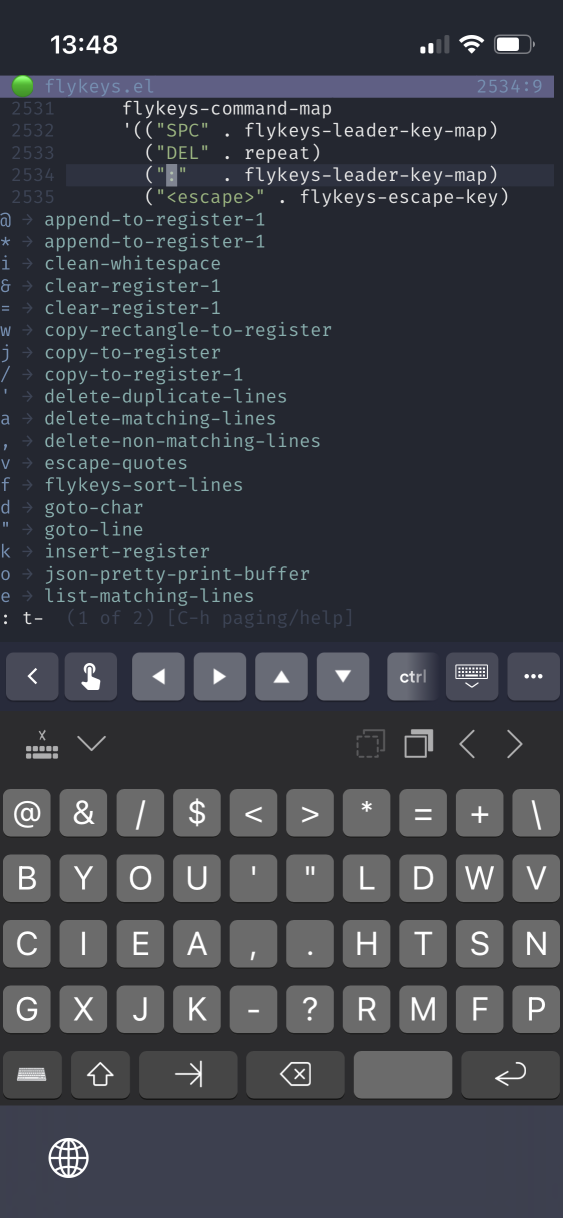 13:48
flykeys.el 2534:9
2531 flykeys-command-map
2532 '(("SPC" . flykeys-leader-key-map)
2533 ("DEL" . repeat)
2534 (":" . flykeys-leader-key-map)
2535 ("<escape>" . flykeys-escape-key)
@ → append-to-register-1
* → append-to-register-1
i → clean-whitespace
& → clear-register-1
= → clear-register-1
w → copy-rectangle-to-register
j → copy-to-register
/ → copy-to-register-1
' → delete-duplicate-lines
a → delete-matching-lines
, → delete-non-matching-lines
v → escape-quotes
f → flykeys-sort-lines
d → goto-char
" → goto-line
k → insert-register
o → json-pretty-print-buffer
e → list-matching-lines
: t- (1 of 2) [C-h paging/help]
ctrl
x
@ & / $ < > * = + \
B Y O U ' " L D W V
C I E A , . H T S N
G X J K - ? R M F P